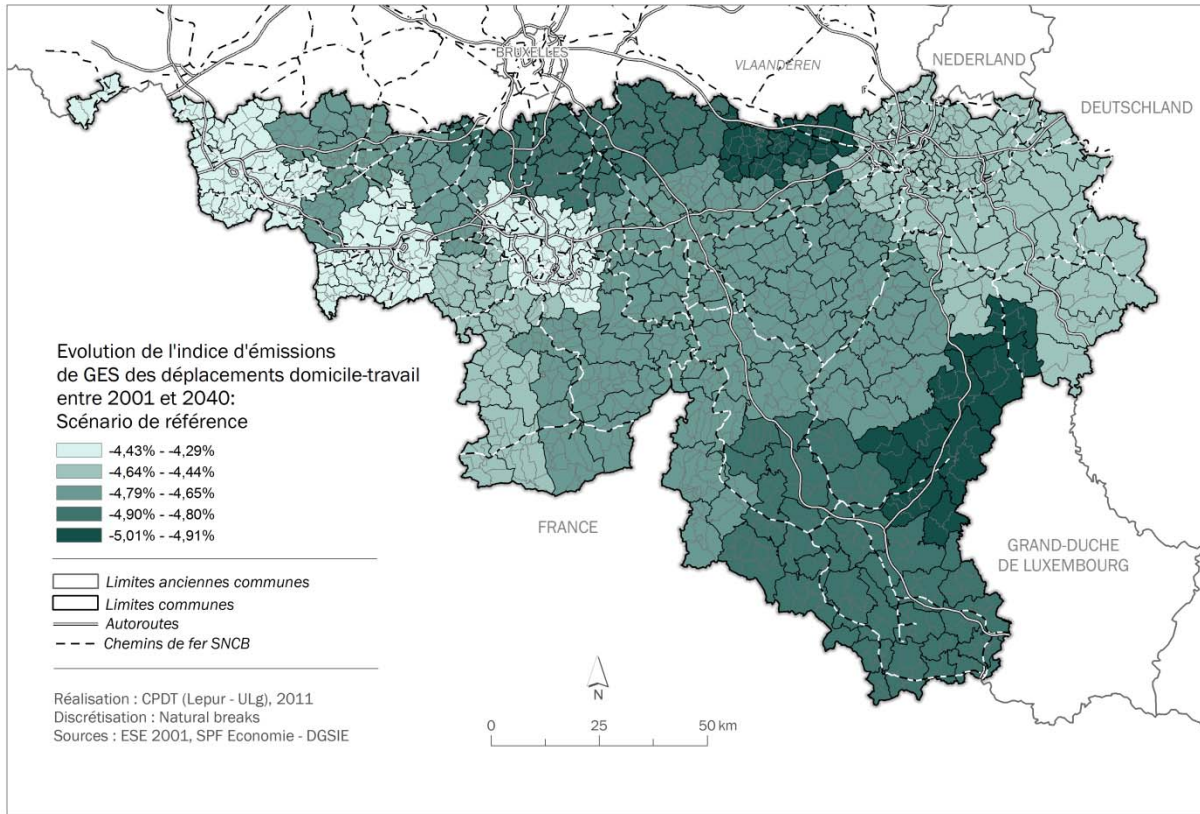 BRUXELLES
VLAANDEREN
NEDERLAND
DEUTSCHLAND
FRANCE
GRAND-DUCHE
DE LUXEMBOURG
Evolution de l'indice d'émissions
de GES des déplacements domicile-travail
entre 2001 et 2040:
Scénario de référence
-4,43% - -4,29%
-4,64% - -4,44%
-4,79% - -4,65%
-4,90% - -4,80%
-5,01% - -4,91%
Limites anciennes communes
Limites communes
Autoroutes
Chemins de fer SNCB
Réalisation : CPDT (Lepur - ULg), 2011
Discrétisation : Natural breaks
Sources : ESE 2001, SPF Economie - DGSIE
N
0 25 50 km